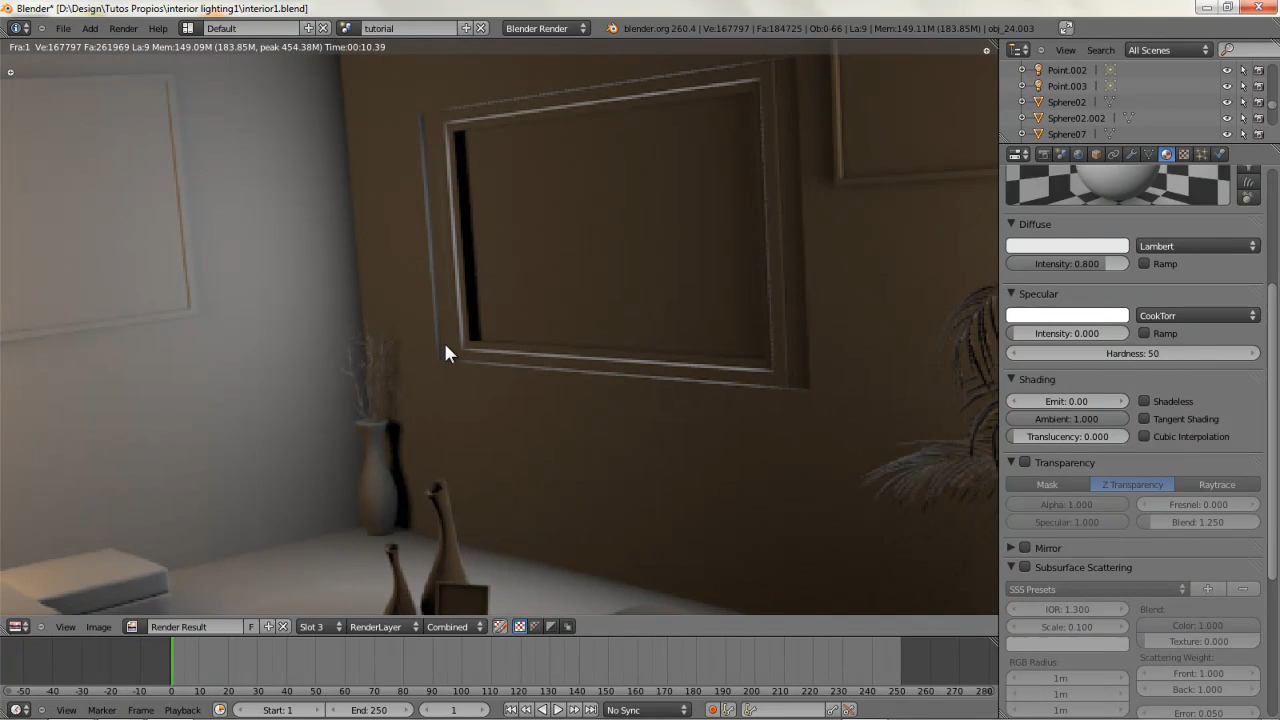 Blender* [D:\Design\Tutos Propios\interior lighting1\interior1.blend]
File Add Render Help Default tutorial Blender Render blender.org 260.4 | Ve:167797 | Fa:184725 | Ob:0-66 | La:9 | Mem:149.11M (183.85M) | obj_24.003
Fra:1 Ve:167797 Fa:261969 La:9 Mem:149.09M (183.85M, peak 454.38M) Time:00:10.39
View Search All Scenes
Point.002
Point.003
Sphere02
Sphere02.002
Sphere07
Diffuse
Lambert
Intensity: 0.800 Ramp
Specular
CookTorr
Intensity: 0.000 Ramp
Hardness: 50
Shading
Emit: 0.00 Shadeless
Ambient: 1.000 Tangent Shading
Translucency: 0.000 Cubic Interpolation
Transparency
Mask Z Transparency Raytrace
Alpha: 1.000 Fresnel: 0.000
Specular: 1.000 Blend: 1.250
Mirror
Subsurface Scattering
SSS Presets
IOR: 1.300 Blend:
Scale: 0.100 Color: 1.000
Texture: 0.000
RGB Radius: Scattering Weight:
1m Front: 1.000
1m Back: 1.000
1m Error: 0.050
View Image Render Result F Slot 3 RenderLayer Combined
-50 -40 -30 -20 -10 0 10 20 30 40 50 60 70 80 90 100 110 120 130 140 150 160 170 180 190 200 210 220 230 240 250 260 270 280
View Marker Frame Playback Start: 1 End: 250 1 No Sync